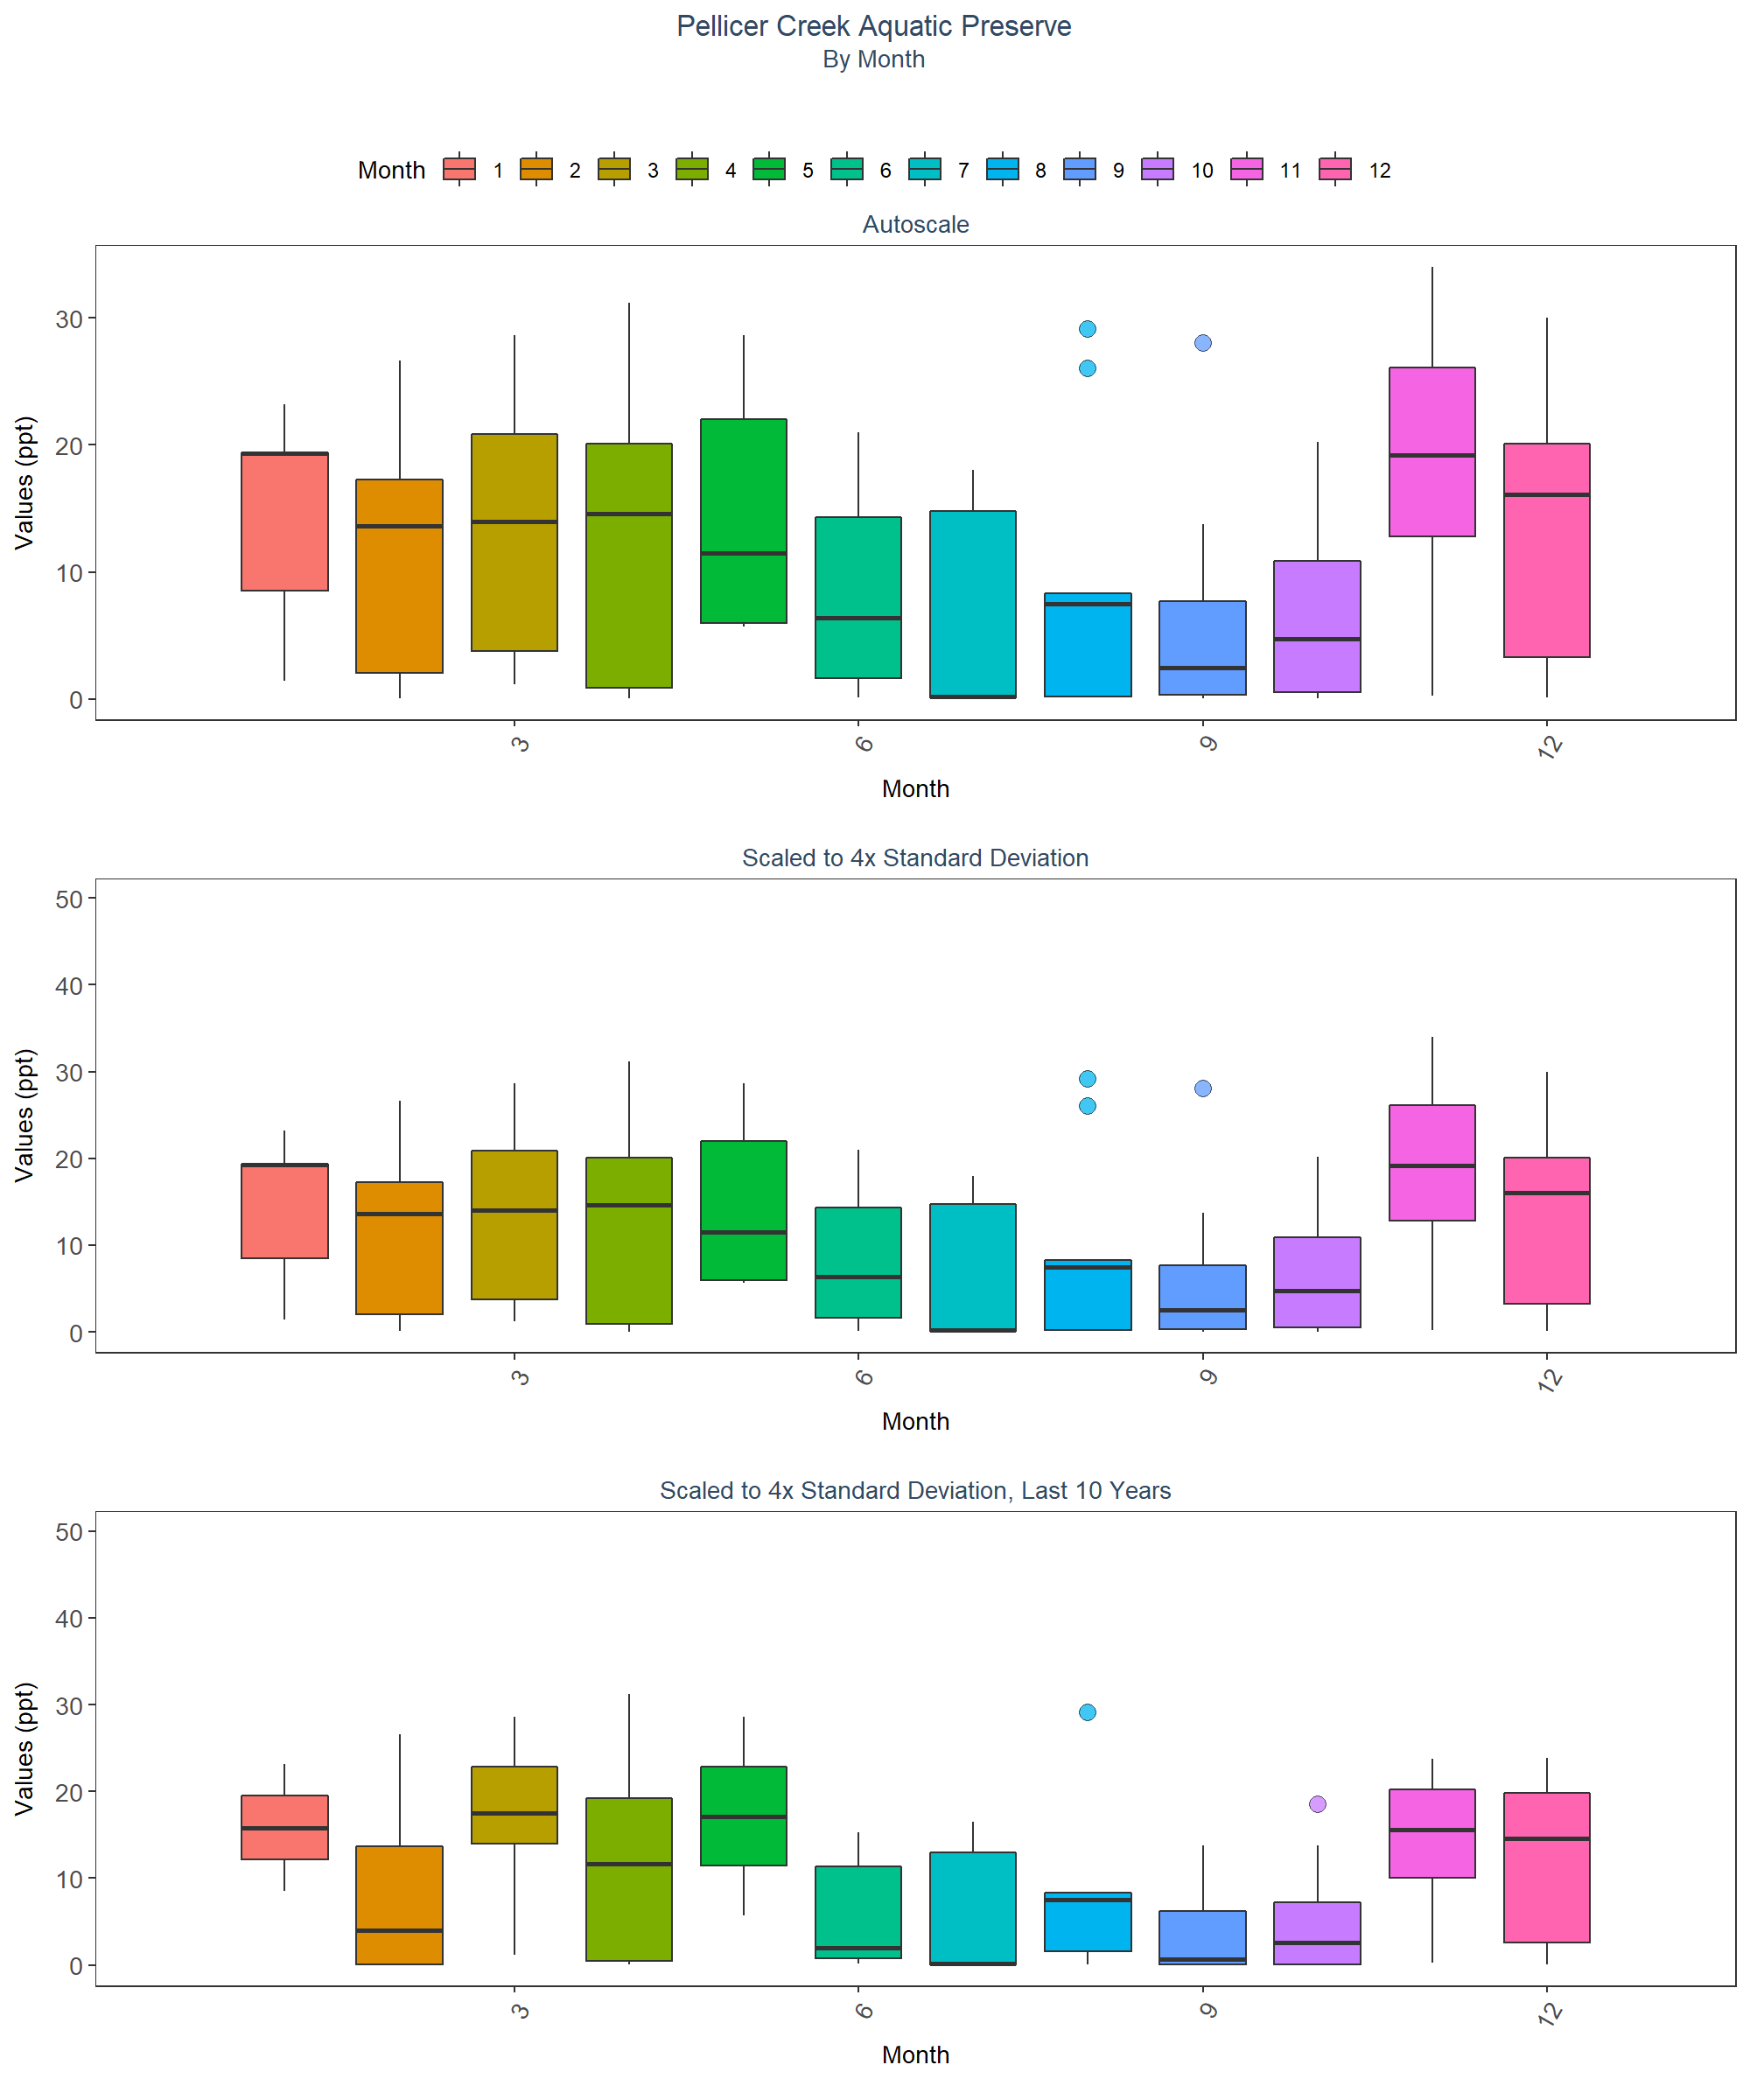 Pellicer Creek Aquatic Preserve
By Month
Month 1 2 3 4 5 6 7 8 9 10 11 12
Autoscale
Values (ppt)
30
20
10
0
3 6 9 12
Month
Scaled to 4x Standard Deviation
Values (ppt)
50
40
30
20
10
0
3 6 9 12
Month
Scaled to 4x Standard Deviation, Last 10 Years
Values (ppt)
50
40
30
20
10
0
3 6 9 12
Month